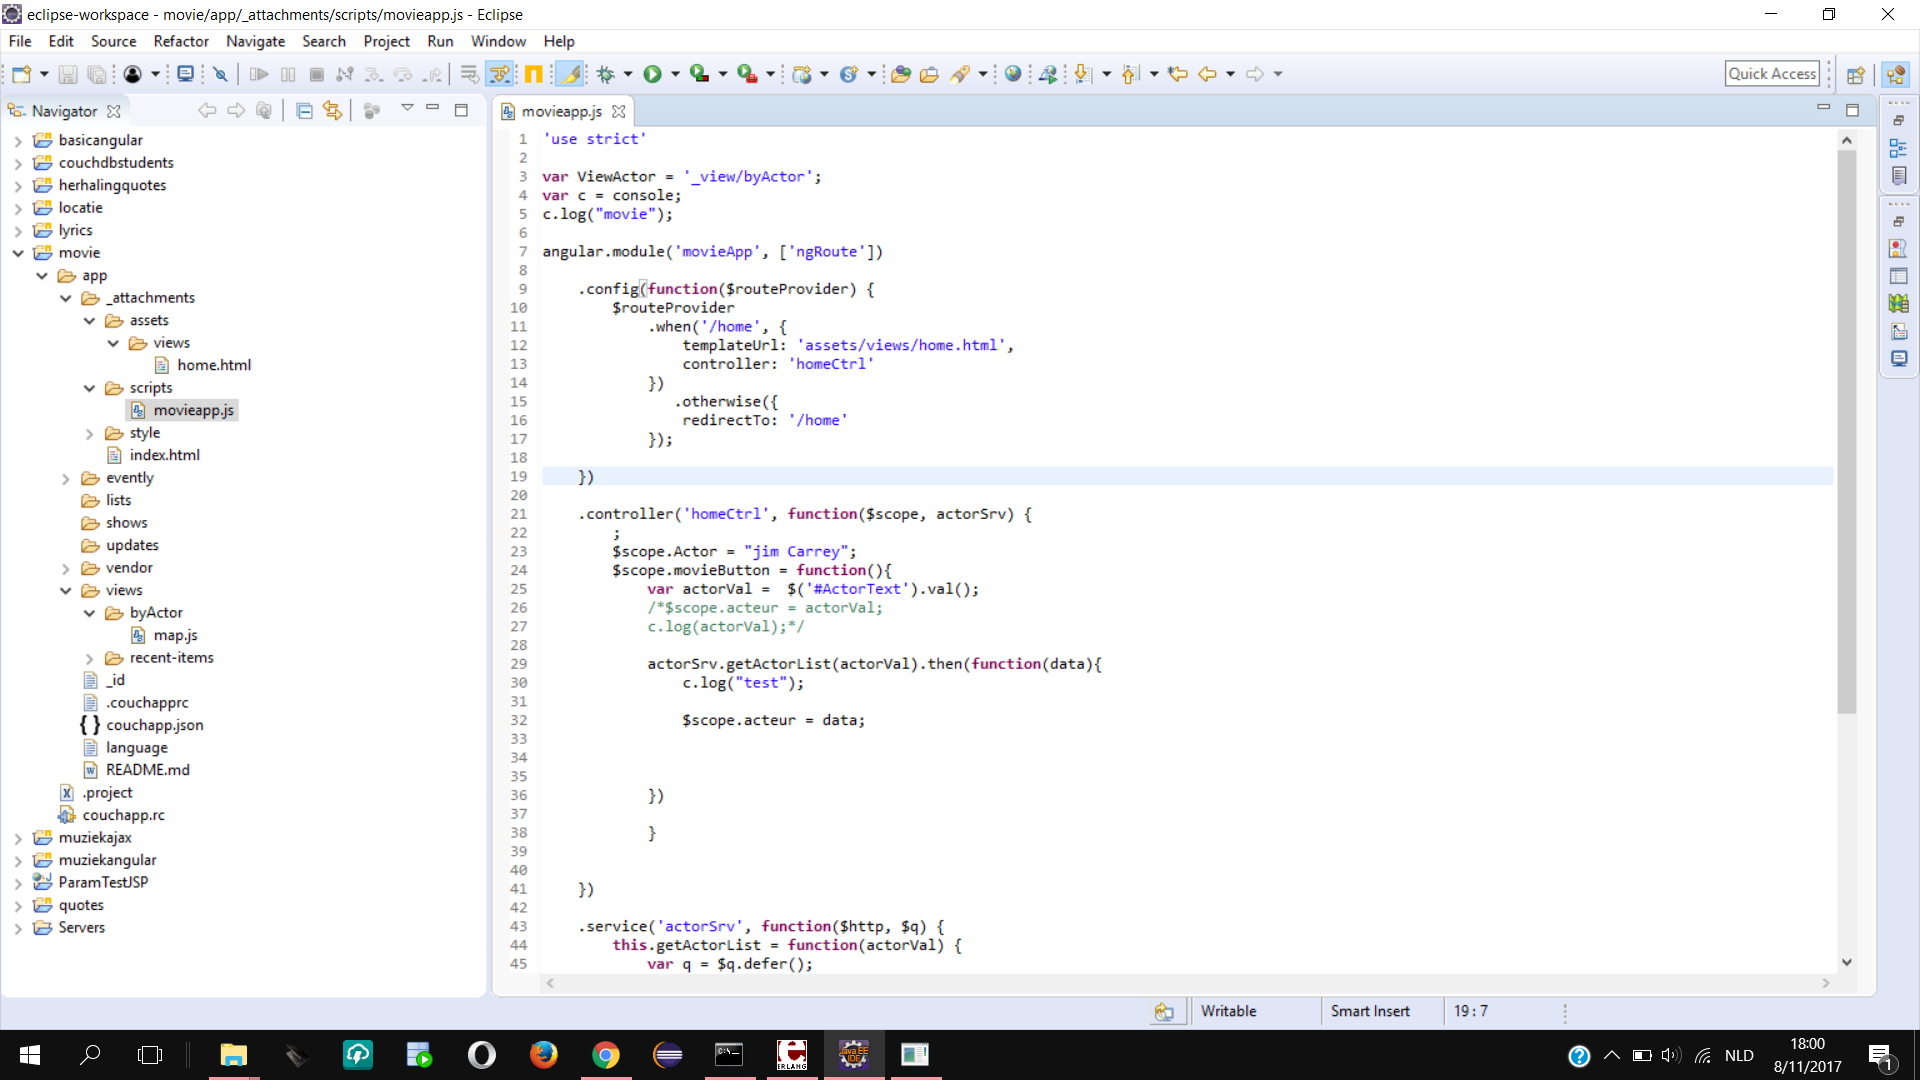 eclipse-workspace - movie/app/_attachments/scripts/movieapp.js - Eclipse
File Edit Source Refactor Navigate Search Project Run Window Help
Quick Access
Navigator
basicangular
couchdbstudents
herhalingquotes
locatie
lyrics
movie
app
_attachments
assets
views
home.html
scripts
movieapp.js
style
index.html
evently
lists
shows
updates
vendor
views
byActor
map.js
recent-items
_id
.couchapprc
couchapp.json
language
README.md
.project
couchapp.rc
muziekajax
muziekangular
ParamTestJSP
quotes
Servers
movieapp.js
1 'use strict'
2
3 var ViewActor = '_view/byActor';
4 var c = console;
5 c.log("movie");
6
7 angular.module('movieApp', ['ngRoute'])
8
9 .config(function($routeProvider) {
10 $routeProvider
11 .when('/home', {
12 templateUrl: 'assets/views/home.html',
13 controller: 'homeCtrl'
14 })
15 .otherwise({
16 redirectTo: '/home'
17 });
18
19 })
20
21 .controller('homeCtrl', function($scope, actorSrv) {
22 ;
23 $scope.Actor = "jim Carrey";
24 $scope.movieButton = function(){
25 var actorVal =  $('#ActorText').val();
26 /*$scope.acteur = actorVal;
27 c.log(actorVal);*/
28
29 actorSrv.getActorList(actorVal).then(function(data){
30 c.log("test");
31
32 $scope.acteur = data;
33
34
35
36 })
37
38 }
39
40
41 })
42
43 .service('actorSrv', function($http, $q) {
44 this.getActorList = function(actorVal) {
45 var q = $q.defer();
Writable Smart Insert 19 : 7
ERLANG
Java EE
IDE
NLD
18:00
8/11/2017
1